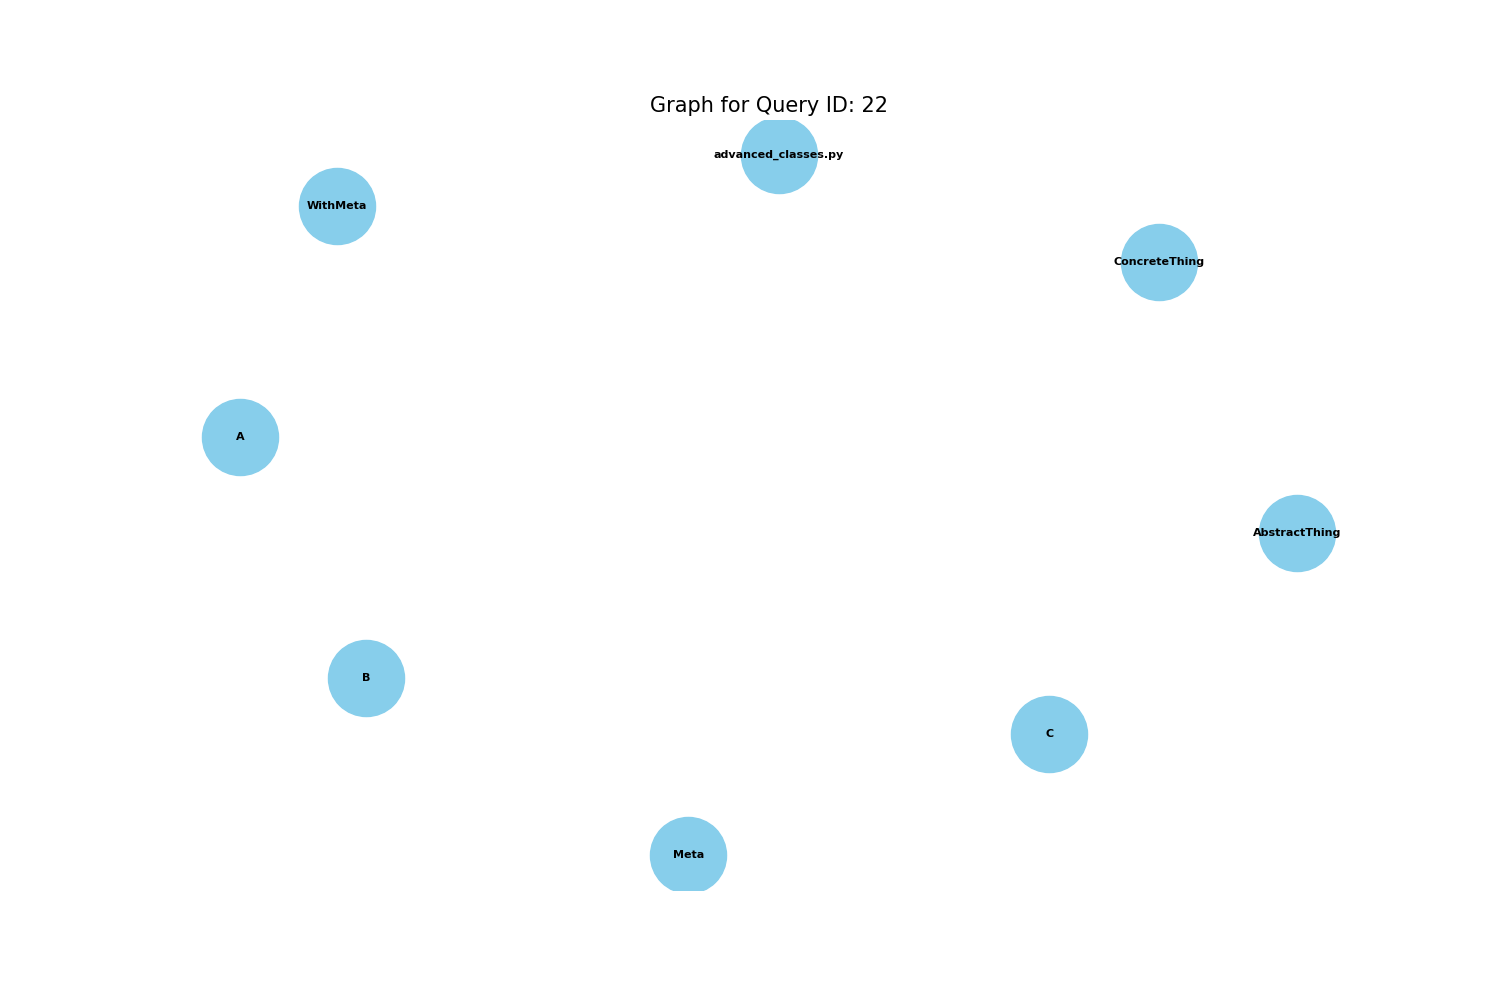 Graph for Query ID: 22
advanced_classes.py
WithMeta
ConcreteThing
A
AbstractThing
B
C
Meta